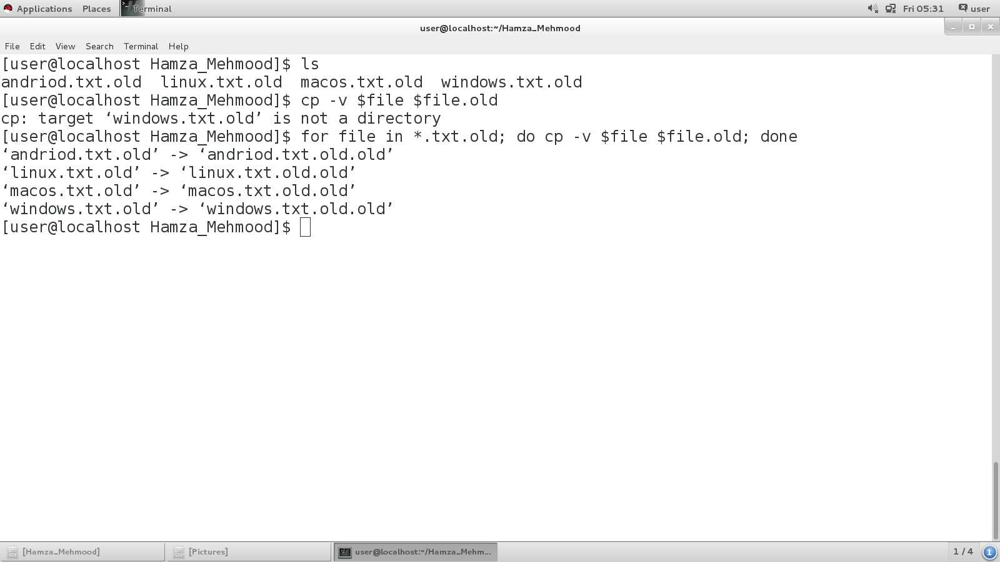 Applications Places Terminal Fri 05:31 user
user@localhost:~/Hamza_Mehmood
File Edit View Search Terminal Help
[user@localhost Hamza_Mehmood]$ ls
andriod.txt.old linux.txt.old macos.txt.old windows.txt.old
[user@localhost Hamza_Mehmood]$ cp -v $file $file.old
cp: target ‘windows.txt.old’ is not a directory
[user@localhost Hamza_Mehmood]$ for file in *.txt.old; do cp -v $file $file.old; done
‘andriod.txt.old’ -> ‘andriod.txt.old.old’
‘linux.txt.old’ -> ‘linux.txt.old.old’
‘macos.txt.old’ -> ‘macos.txt.old.old’
‘windows.txt.old’ -> ‘windows.txt.old.old’
[user@localhost Hamza_Mehmood]$
[Hamza_Mehmood] [Pictures] user@localhost:~/Hamza_Mehm... 1 / 4 1